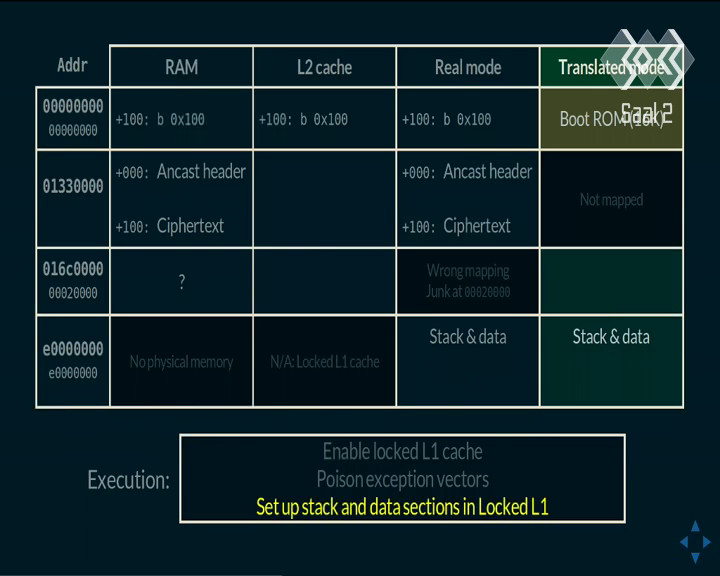 Addr RAM L2 cache Real mode Translated mode
00000000 +100: b 0x100 +100: b 0x100 +100: b 0x100 Boot ROM (16K)
00000000
Saal 2
01330000 +000: Ancast header +000: Ancast header Not mapped
+100: Ciphertext +100: Ciphertext
016c0000 ? Wrong mapping
00020000 Junk at 00020000
e0000000 No physical memory N/A: Locked L1 cache Stack & data Stack & data
e0000000
Execution: Enable locked L1 cache
Poison exception vectors
Set up stack and data sections in Locked L1